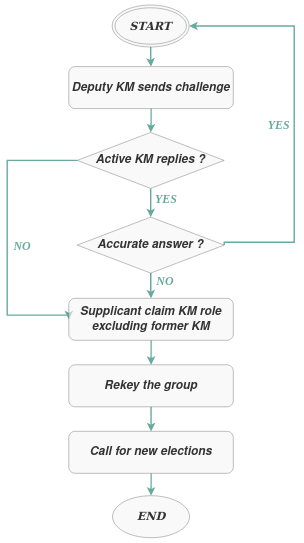 START
Deputy KM sends challenge
YES
Active KM replies ?
YES
Accurate answer ?
NO
NO
Supplicant claim KM role
excluding former KM
Rekey the group
Call for new elections
END